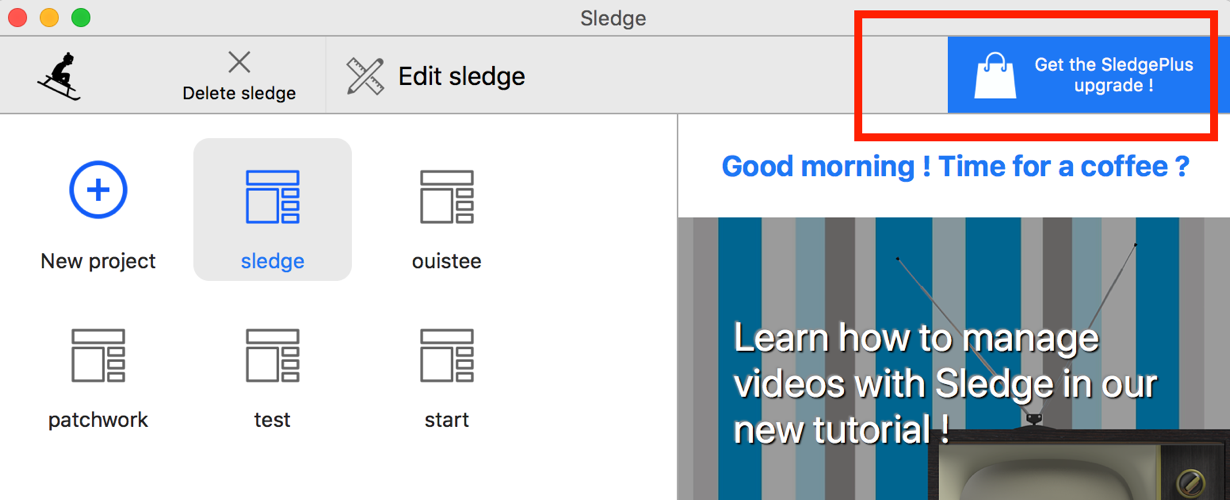 Sledge
Delete sledge
Edit sledge
Get the SledgePlus
upgrade !
New project
sledge
ouistee
patchwork
test
start
Good morning ! Time for a coffee ?
Learn how to manage
videos with Sledge in our
new tutorial !